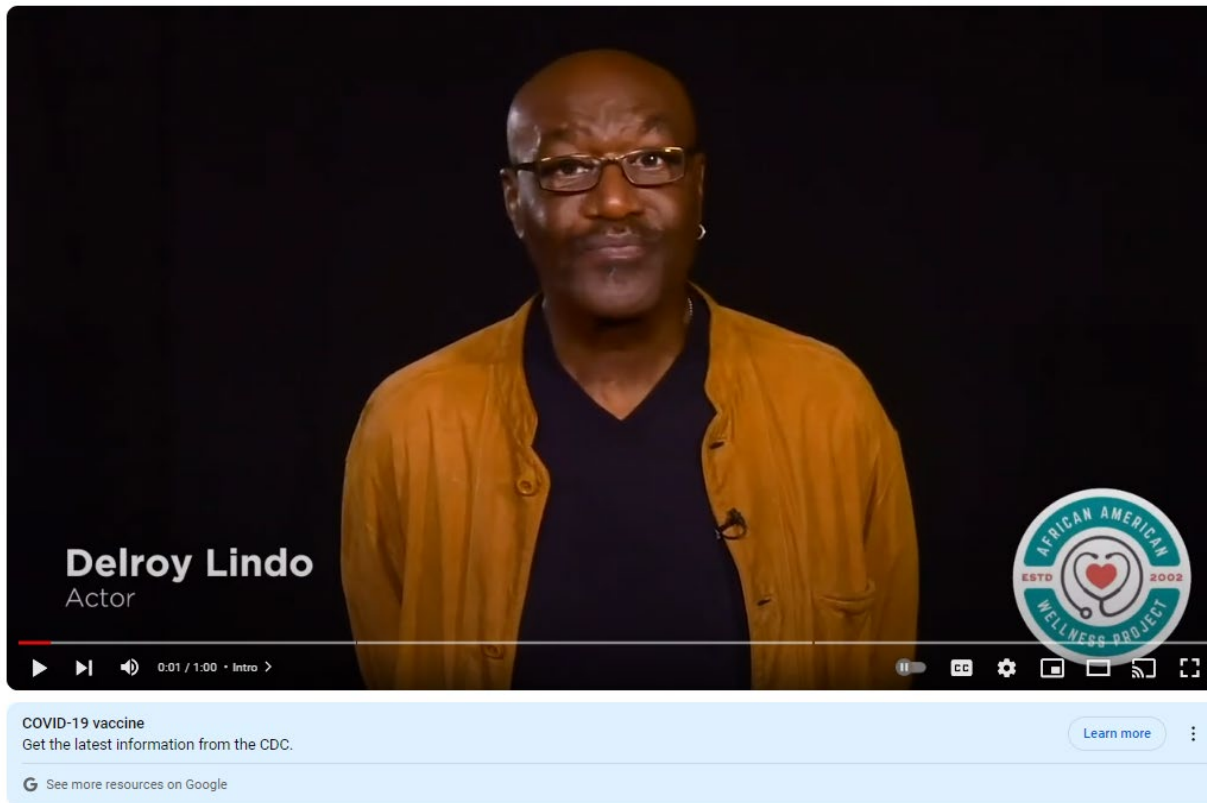 Delroy Lindo
Actor
AFRICAN AMERICAN
ESTD 2002
WELLNESS PROJECT
0:01 / 1:00 • Intro >
CC
COVID-19 vaccine
Get the latest information from the CDC.
Learn more
G See more resources on Google